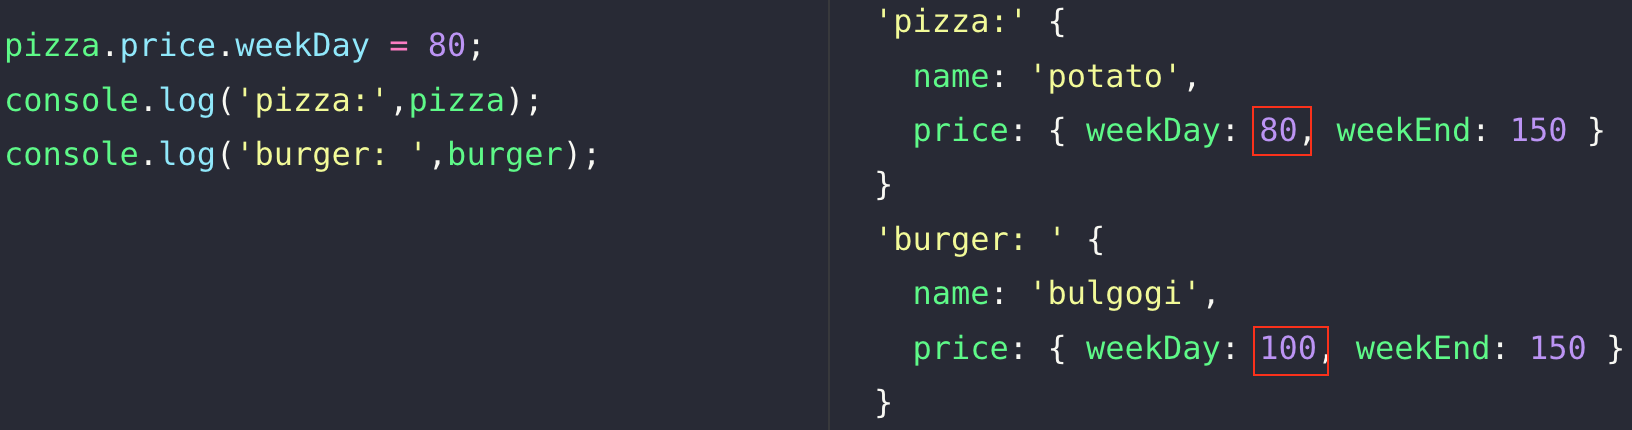 pizza.price.weekDay = 80;
console.log('pizza:',pizza);
console.log('burger: ',burger);
'pizza:' {
  name: 'potato',
  price: { weekDay: 80, weekEnd: 150 }
}
'burger: ' {
  name: 'bulgogi',
  price: { weekDay: 100, weekEnd: 150 }
}